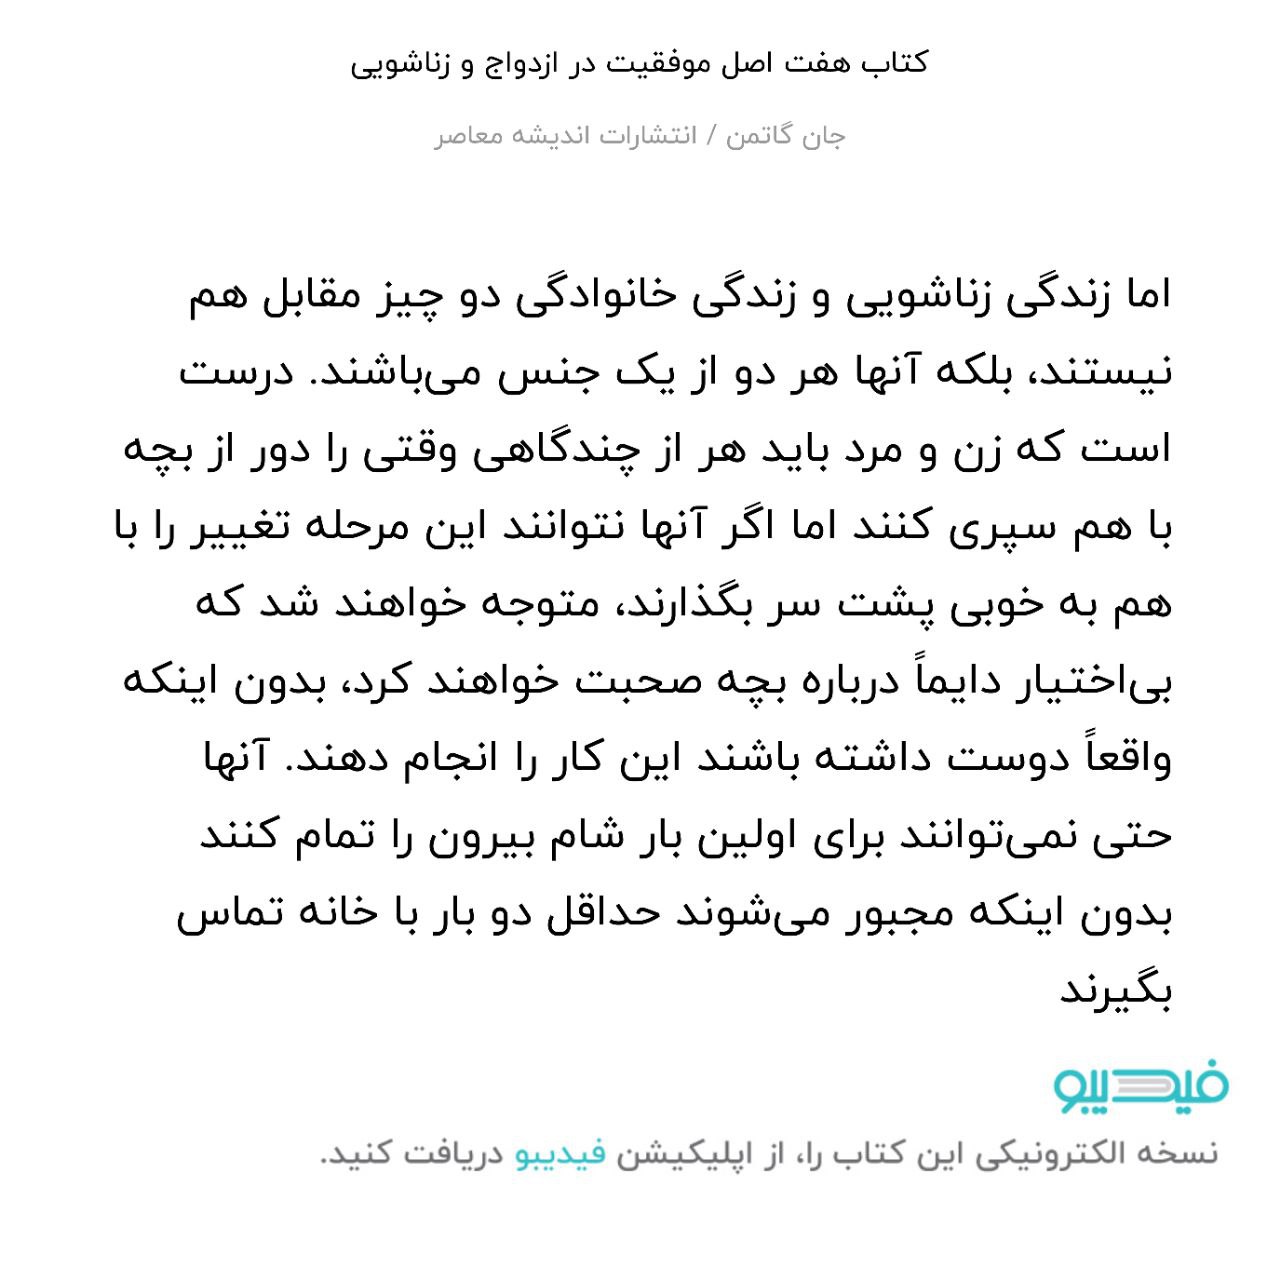 کتاب هفت اصل موفقیت در ازدواج و زناشویی
جان گاتمن / انتشارات اندیشه معاصر
اما زندگی زناشویی و زندگی خانوادگی دو چیز مقابل هم
نیستند، بلکه آنها هر دو از یک جنس می‌باشند. درست
است که زن و مرد باید هر از چندگاهی وقتی را دور از بچه
با هم سپری کنند اما اگر آنها نتوانند این مرحله تغییر را با
هم به خوبی پشت سر بگذارند، متوجه خواهند شد که
بی‌اختیار دایماً درباره بچه صحبت خواهند کرد، بدون اینکه
واقعاً دوست داشته باشند این کار را انجام دهند. آنها
حتی نمی‌توانند برای اولین بار شام بیرون را تمام کنند
بدون اینکه مجبور می‌شوند حداقل دو بار با خانه تماس
بگیرند
فیدیبو
نسخه الکترونیکی این کتاب را، از اپلیکیشن فیدیبو دریافت کنید.